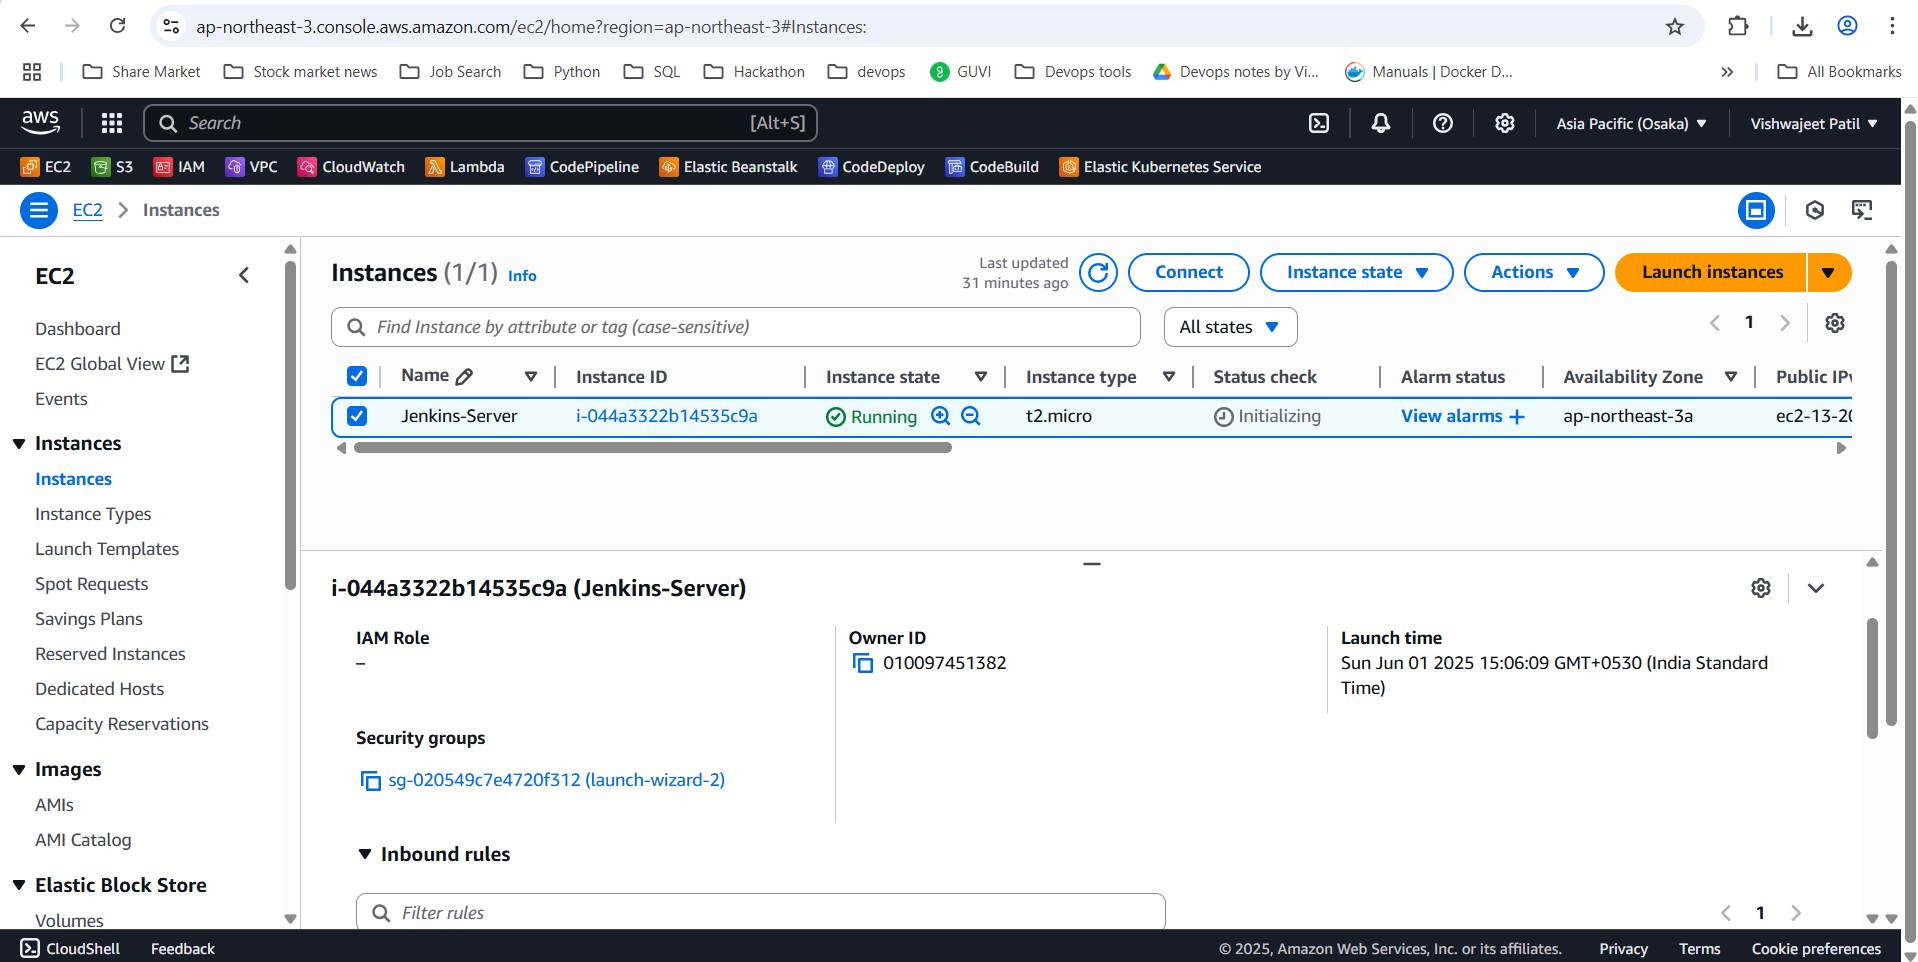 ap-northeast-3.console.aws.amazon.com/ec2/home?region=ap-northeast-3#Instances:
Share Market Stock market news Job Search Python SQL Hackathon devops GUVI Devops tools Devops notes by Vi... Manuals | Docker D... » All Bookmarks
aws Search [Alt+S] Asia Pacific (Osaka) Vishwajeet Patil
EC2 S3 IAM VPC CloudWatch Lambda CodePipeline Elastic Beanstalk CodeDeploy CodeBuild Elastic Kubernetes Service
EC2 Instances
EC2
Dashboard
EC2 Global View
Events
Instances
Instances
Instance Types
Launch Templates
Spot Requests
Savings Plans
Reserved Instances
Dedicated Hosts
Capacity Reservations
Images
AMIs
AMI Catalog
Elastic Block Store
Volumes
Instances (1/1) Info
Last updated
31 minutes ago
Connect Instance state Actions Launch instances
Find Instance by attribute or tag (case-sensitive) All states 1
Name Instance ID Instance state Instance type Status check Alarm status Availability Zone Public IPv
Jenkins-Server i-044a3322b14535c9a Running t2.micro Initializing View alarms + ap-northeast-3a ec2-13-20
i-044a3322b14535c9a (Jenkins-Server)
IAM Role
–
Owner ID
010097451382
Launch time
Sun Jun 01 2025 15:06:09 GMT+0530 (India Standard
Time)
Security groups
sg-020549c7e4720f312 (launch-wizard-2)
Inbound rules
Filter rules 1
CloudShell Feedback © 2025, Amazon Web Services, Inc. or its affiliates. Privacy Terms Cookie preferences